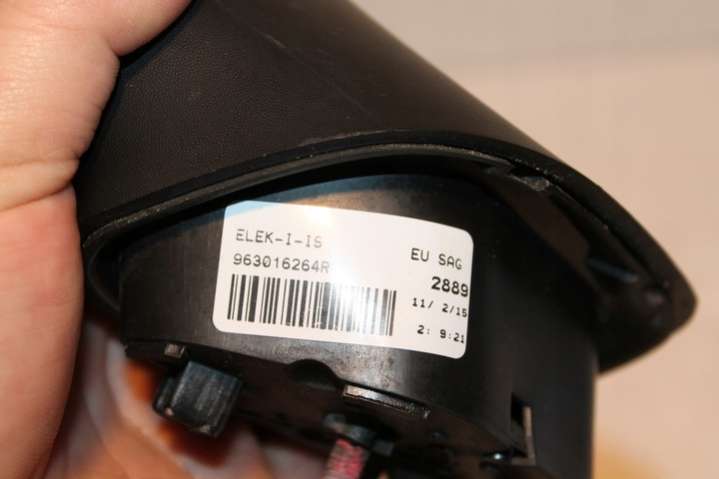 ELEK-I-IS
963016264R
EU SAG
2889
11/ 2/15
2: 9:21